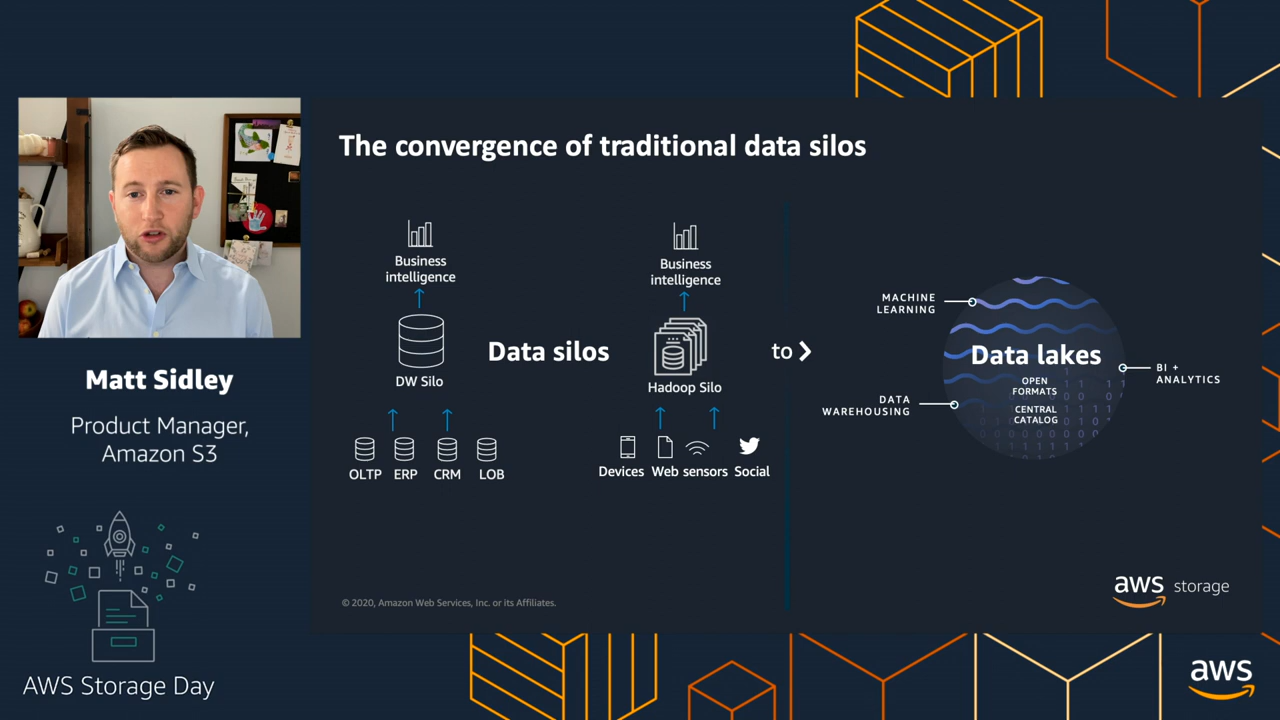 The convergence of traditional data silos
Business
intelligence
DW Silo
OLTP ERP CRM LOB
Data silos
Business
intelligence
Hadoop Silo
Devices Web sensors Social
to
MACHINE
LEARNING
DATA
WAREHOUSING
Data lakes
OPEN
FORMATS
CENTRAL
CATALOG
BI +
ANALYTICS
© 2020, Amazon Web Services, Inc. or its Affiliates.
aws storage
Matt Sidley
Product Manager,
Amazon S3
AWS Storage Day
aws